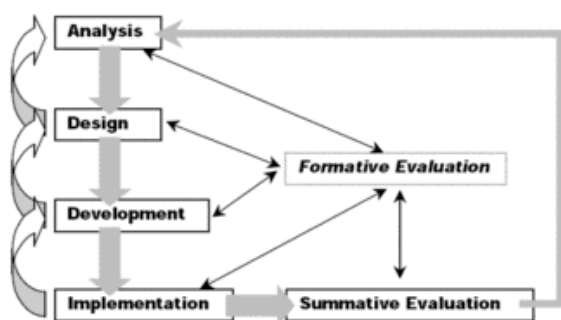 Analysis
Design
Formative Evaluation
Development
Implementation
Summative Evaluation